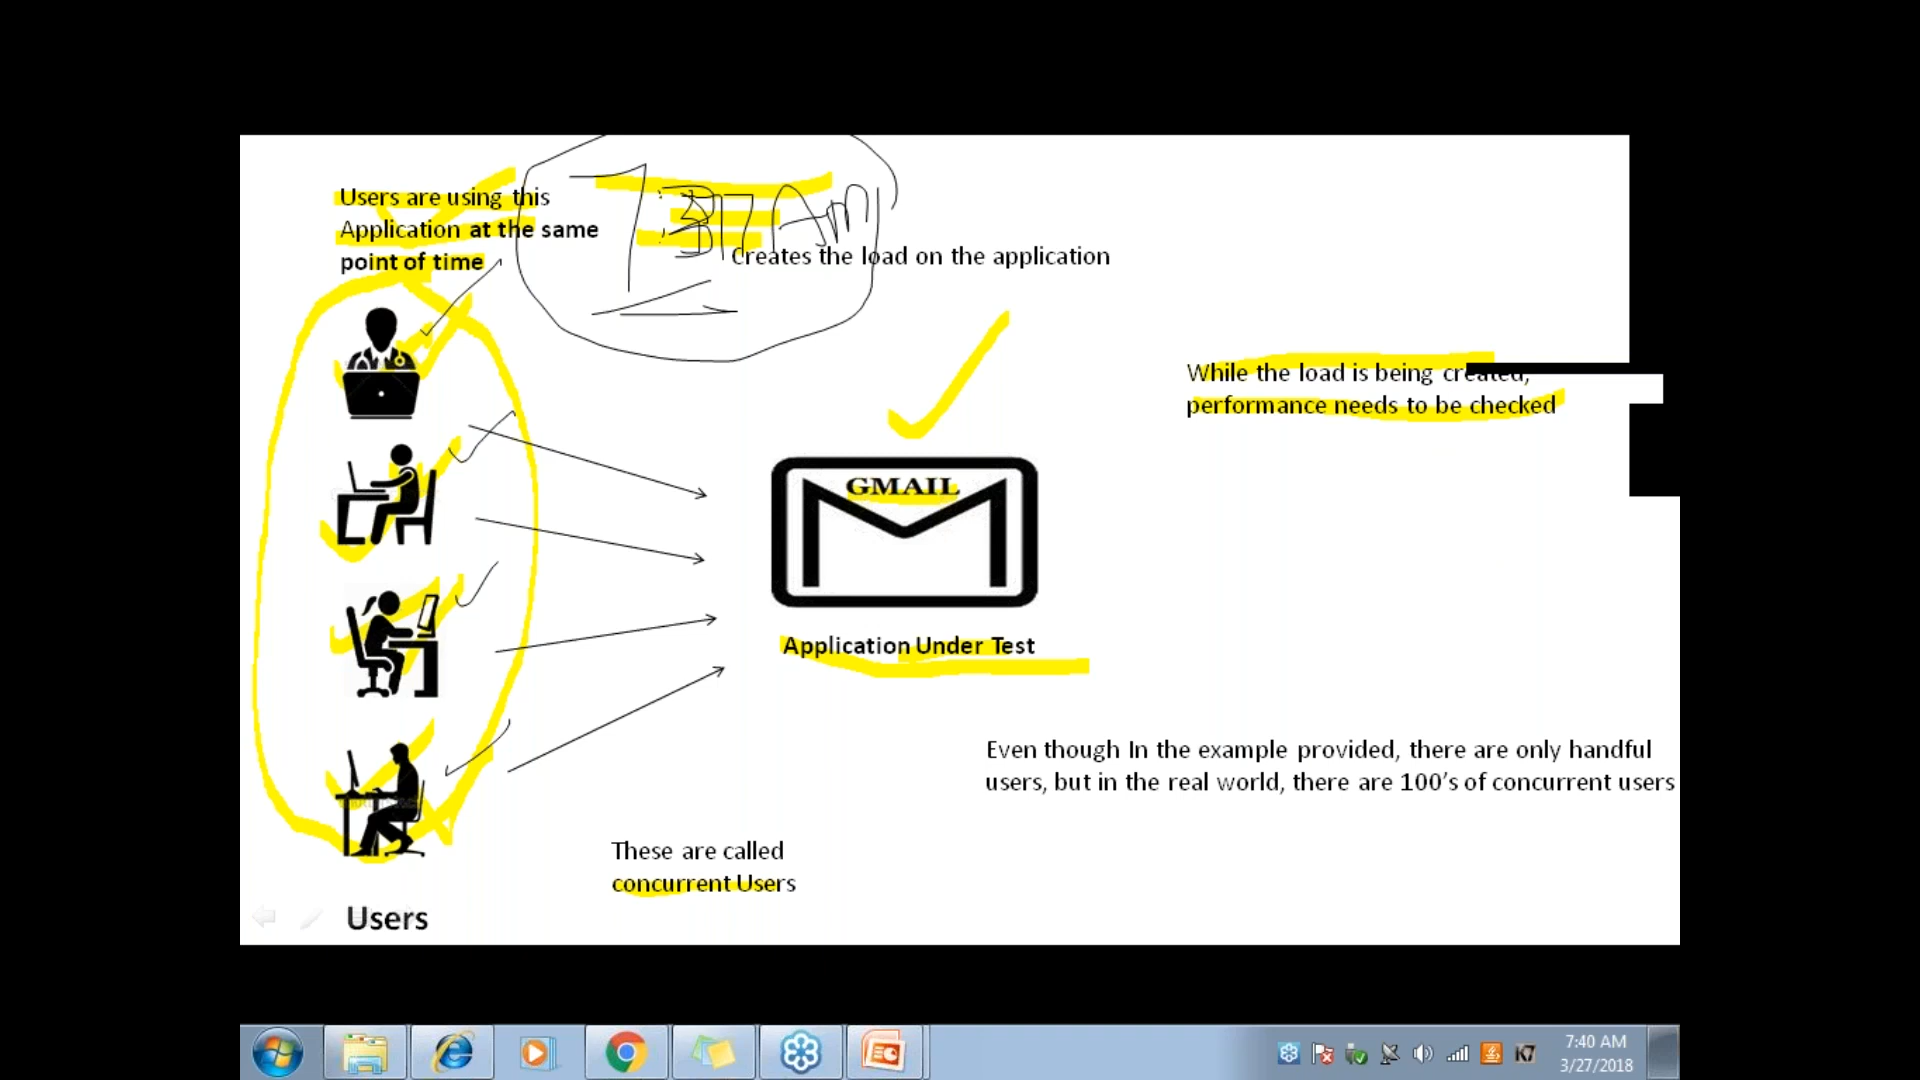 Users are using this
Application at the same
point of time
7:37 Am
Creates the load on the application
While the load is being created,
performance needs to be checked
GMAIL
Application Under Test
Even though In the example provided, there are only handful
users, but in the real world, there are 100's of concurrent users
These are called
concurrent Users
Users
7:40 AM
3/27/2018